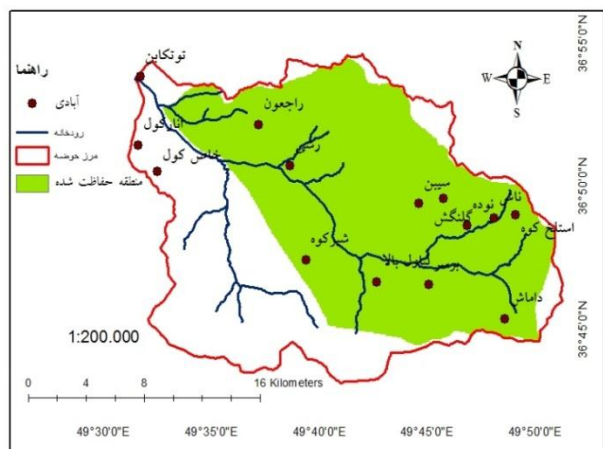 راهنما
آبادی
رودخانه
مرز حوضه
منطقه حفاظت شده
توتکابن
انارکول
خاص کول
راجعون
سیبن
گلنگش
نوده
ناش
استلخ کوه
شیرکوه
بالا
داماش
N
W E
S
36°55'0"N
36°50'0"N
36°45'0"N
1:200.000
0 4 8 16 Kilometers
49°30'0"E 49°35'0"E 49°40'0"E 49°45'0"E 49°50'0"E